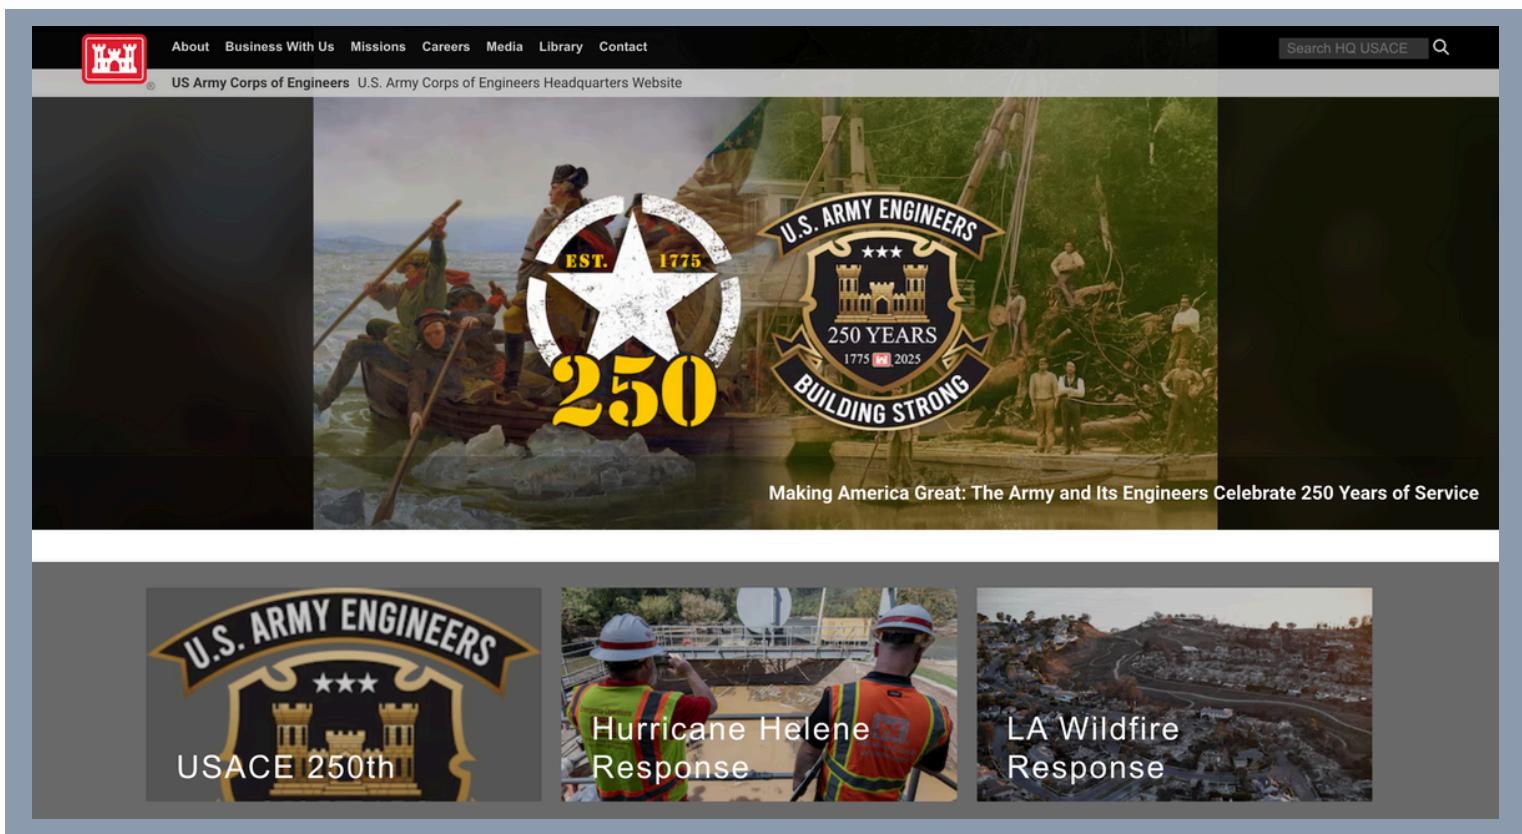 About Business With Us Missions Careers Media Library Contact
Search HQ USACE
®
US Army Corps of Engineers U.S. Army Corps of Engineers Headquarters Website
EST. 1775
250
U.S. ARMY ENGINEERS
250 YEARS
1775 2025
BUILDING STRONG
Making America Great: The Army and Its Engineers Celebrate 250 Years of Service
U.S. ARMY ENGINEERS
USACE 250th
Hurricane Helene
Response
LA Wildfire
Response